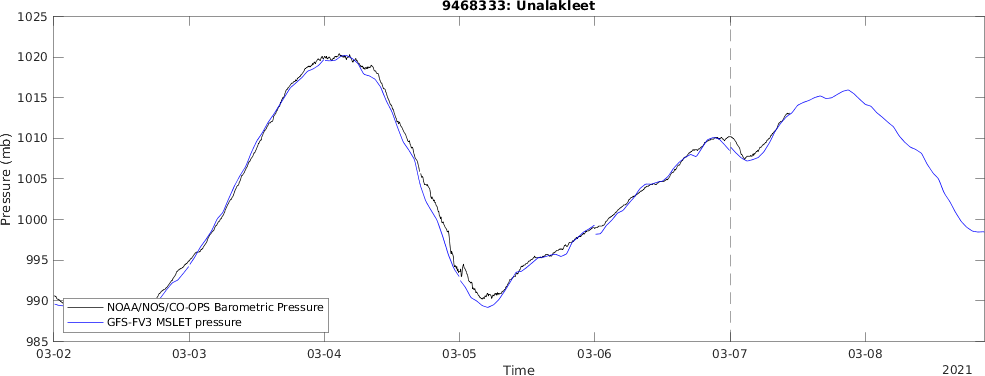 9468333: Unalakleet
1025
1020
1015
1010
1005
1000
995
990
985
Pressure (mb)
NOAA/NOS/CO-OPS Barometric Pressure
GFS-FV3 MSLET pressure
03-02 03-03 03-04 03-05 03-06 03-07 03-08
Time
2021